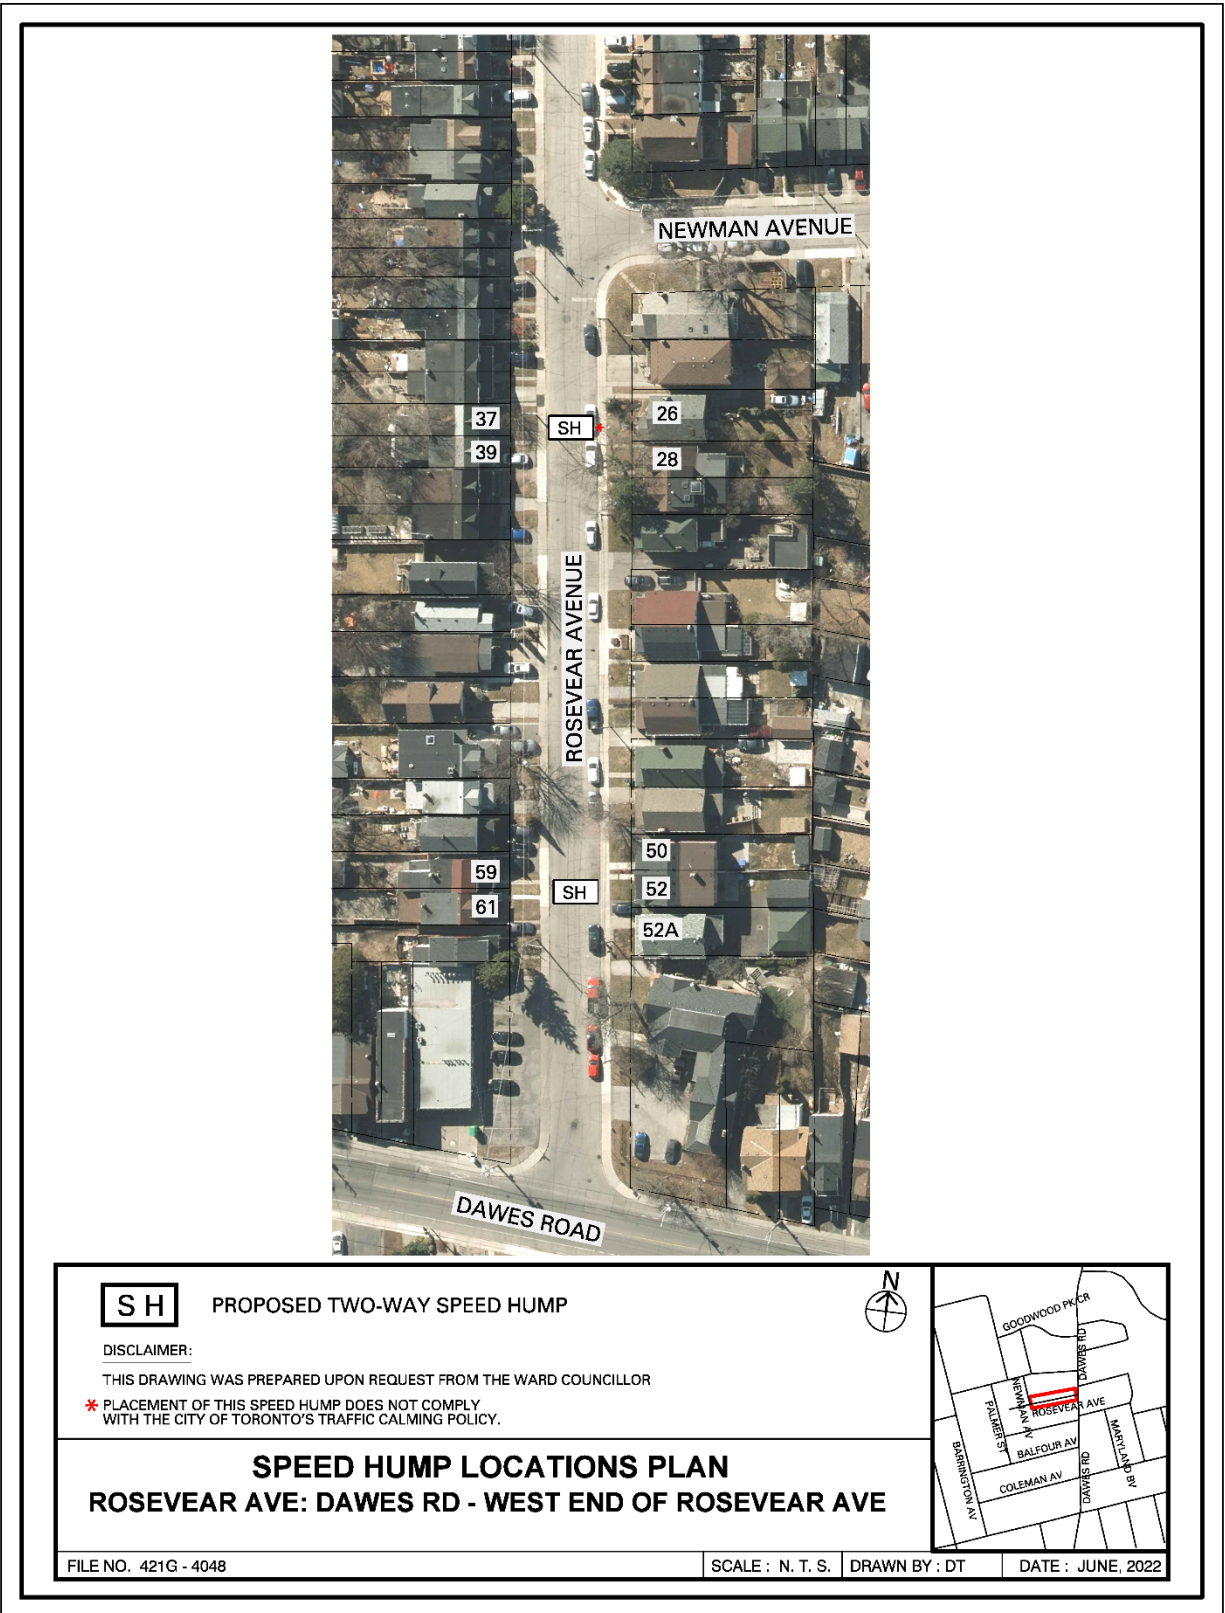 NEWMAN AVENUE
37
SH
*
26
39
28
ROSEVEAR AVENUE
50
59
SH
52
61
52A
DAWES ROAD
SH PROPOSED TWO-WAY SPEED HUMP
N
DISCLAIMER:
THIS DRAWING WAS PREPARED UPON REQUEST FROM THE WARD COUNCILLOR
* PLACEMENT OF THIS SPEED HUMP DOES NOT COMPLY
WITH THE CITY OF TORONTO'S TRAFFIC CALMING POLICY.
GOODWOOD PK CR
DAWES RD
NEWMAN AV
ROSEVEAR AVE
PALMER ST
BALFOUR AV
MARYLAND BV
BARRINGTON AV
COLEMAN AV
DAWES RD
SPEED HUMP LOCATIONS PLAN
ROSEVEAR AVE: DAWES RD - WEST END OF ROSEVEAR AVE
FILE NO. 421G - 4048
SCALE : N. T. S.
DRAWN BY : DT
DATE : JUNE, 2022